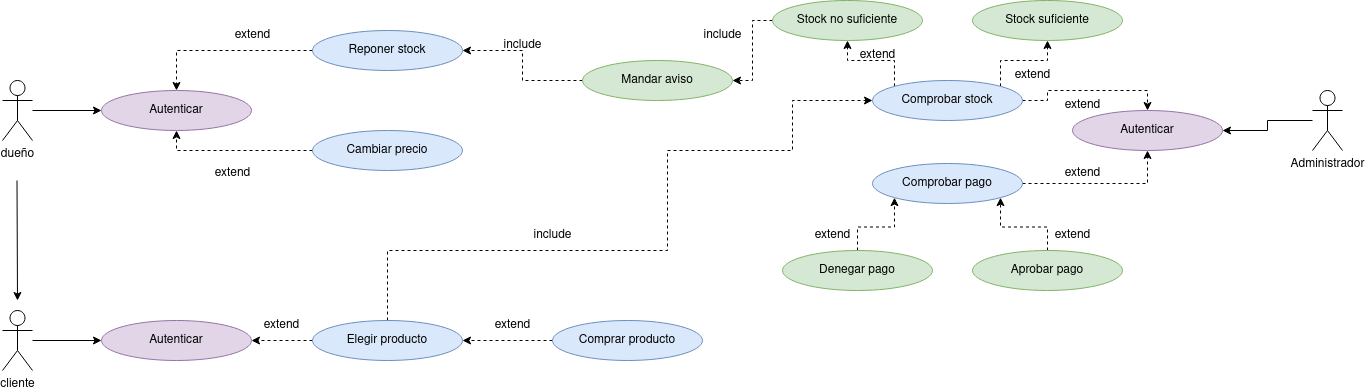 Stock no suficiente
Stock suficiente
extend
include
Reponer stock
include
extend
Mandar aviso
extend
Comprobar stock
Autenticar
extend
Autenticar
dueño
Cambiar precio
Administrador
extend
extend
Comprobar pago
include
extend
extend
Denegar pago
Aprobar pago
extend
extend
Autenticar
Elegir producto
Comprar producto
cliente